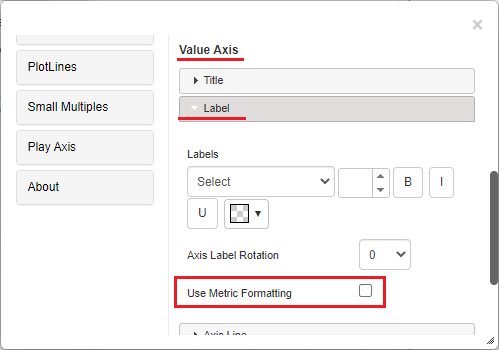 PlotLines
Small Multiples
Play Axis
About
Value Axis
Title
Label
Labels
Select
B
I
U
Axis Label Rotation
0
Use Metric Formatting
Axis Line